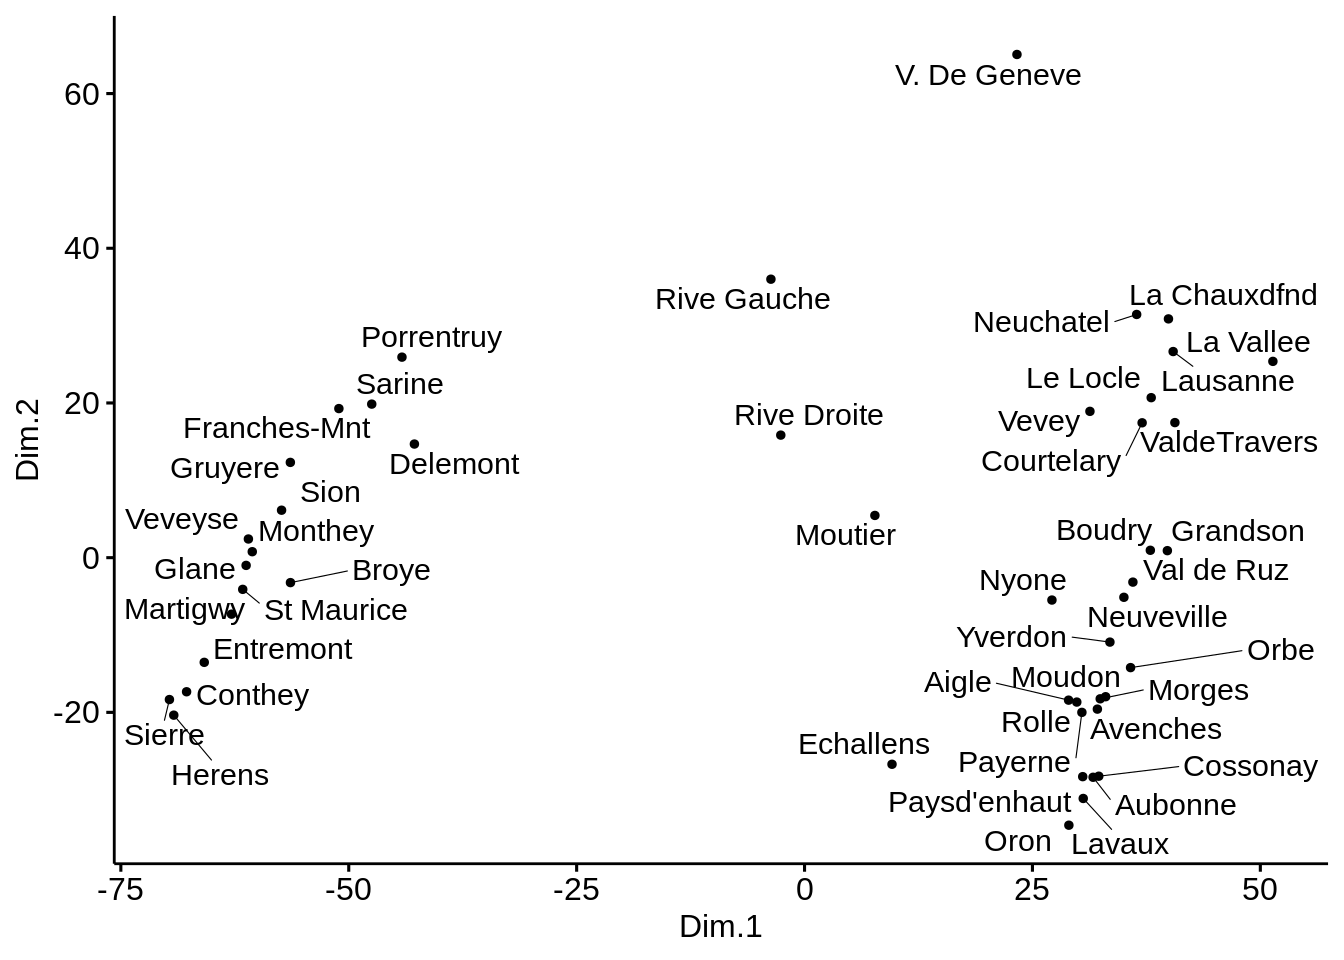 V. De Geneve
60
40
La Chauxdfnd
Rive Gauche
Neuchatel
Porrentruy
La Vallee
Sarine
Le Locle
Lausanne
20
Rive Droite
Vevey
Franches-Mnt
ValdeTravers
Delemont
Courtelary
Gruyere
Sion
Veveyse
Monthey
Moutier
Boudry
Grandson
0
Glane
Broye
Val de Ruz
Nyone
Martigwy
St Maurice
Neuveville
Yverdon
Entremont
Orbe
Moudon
Aigle
Conthey
Morges
-20
Rolle
Avenches
Sierre
Echallens
Payerne
Cossonay
Herens
Paysd'enhaut
Aubonne
Oron
Lavaux
-75
-50
-25
0
25
50
Dim.1
Dim.2